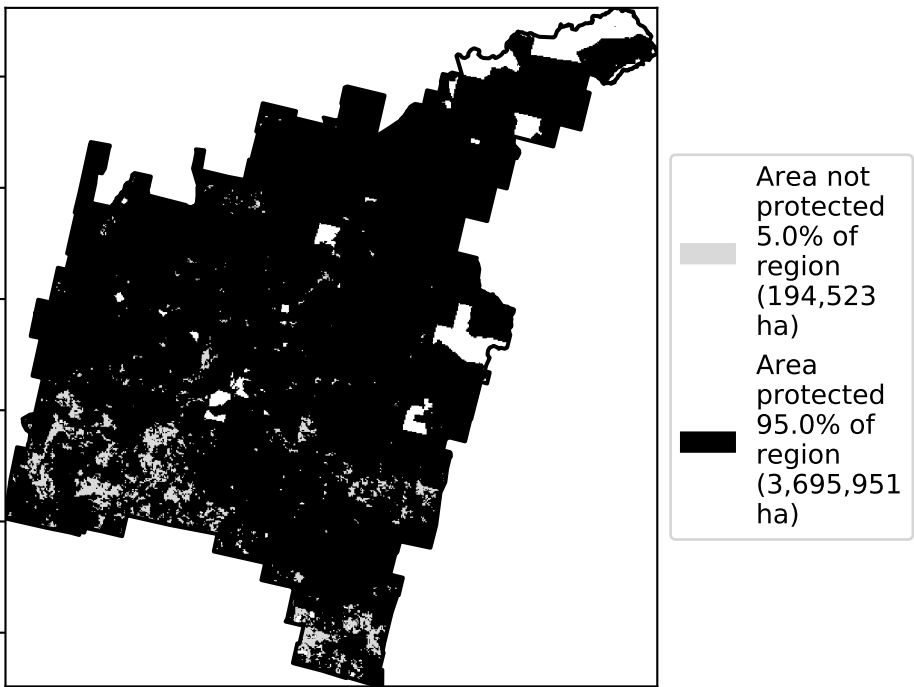 Area not
protected
5.0% of
region
(194,523
ha)
Area
protected
95.0% of
region
(3,695,951
ha)